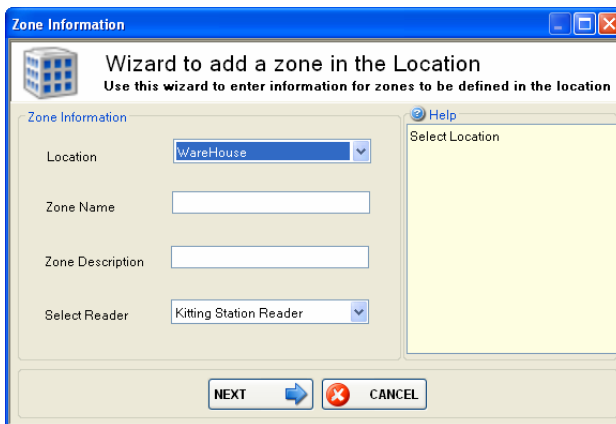 Zone Information
Wizard to add a zone in the Location
Use this wizard to enter information for zones to be defined in the location
Zone Information
Location
WareHouse
Zone Name
Zone Description
Select Reader
Kitting Station Reader
Help
Select Location
NEXT
CANCEL